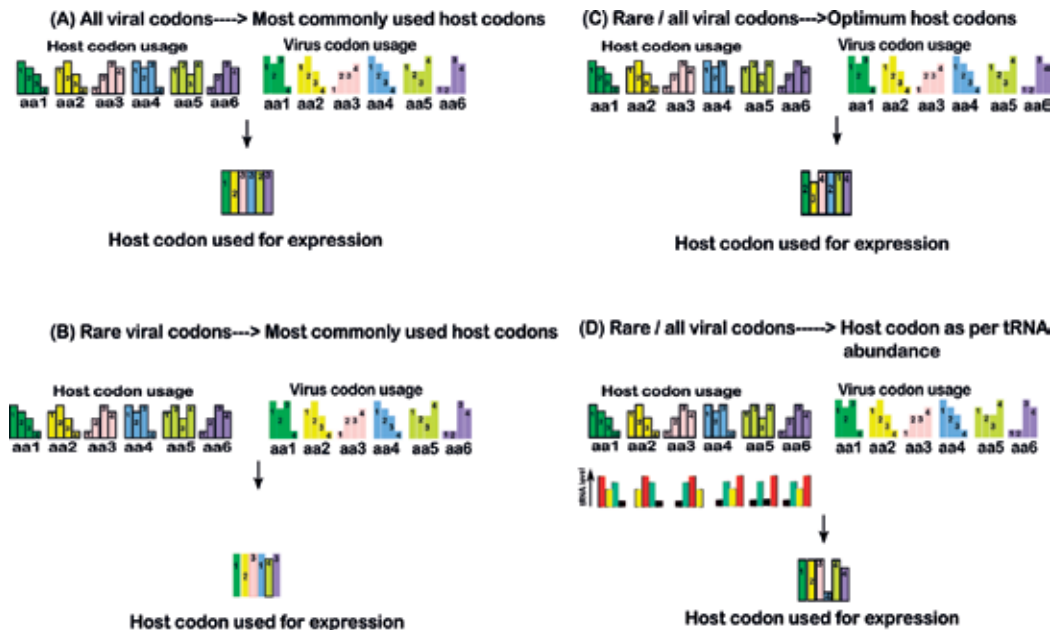 (A) All viral codons----> Most commonly used host codons
Host codon usage
Virus codon usage
aa1 aa2 aa3 aa4 aa5 aa6
aa1 aa2 aa3 aa4 aa5 aa6
Host codon used for expression
(B) Rare viral codons---> Most commonly used host codons
Host codon usage
Virus codon usage
aa1 aa2 aa3 aa4 aa5 aa6
aa1 aa2 aa3 aa4 aa5 aa6
Host codon used for expression
(C) Rare / all viral codons--->Optimum host codons
Host codon usage
Virus codon usage
aa1 aa2 aa3 aa4 aa5 aa6
aa1 aa2 aa3 aa4 aa5
Host codon used for expression
(D) Rare / all viral codons-----> Host codon as per tRNA
abundance
Host codon usage
Virus codon usage
aa1 aa2 aa3 aa4 aa5 aa6
aa1 aa2 aa3 aa4 aa5 aa6
tRNA level
Host codon used for expression